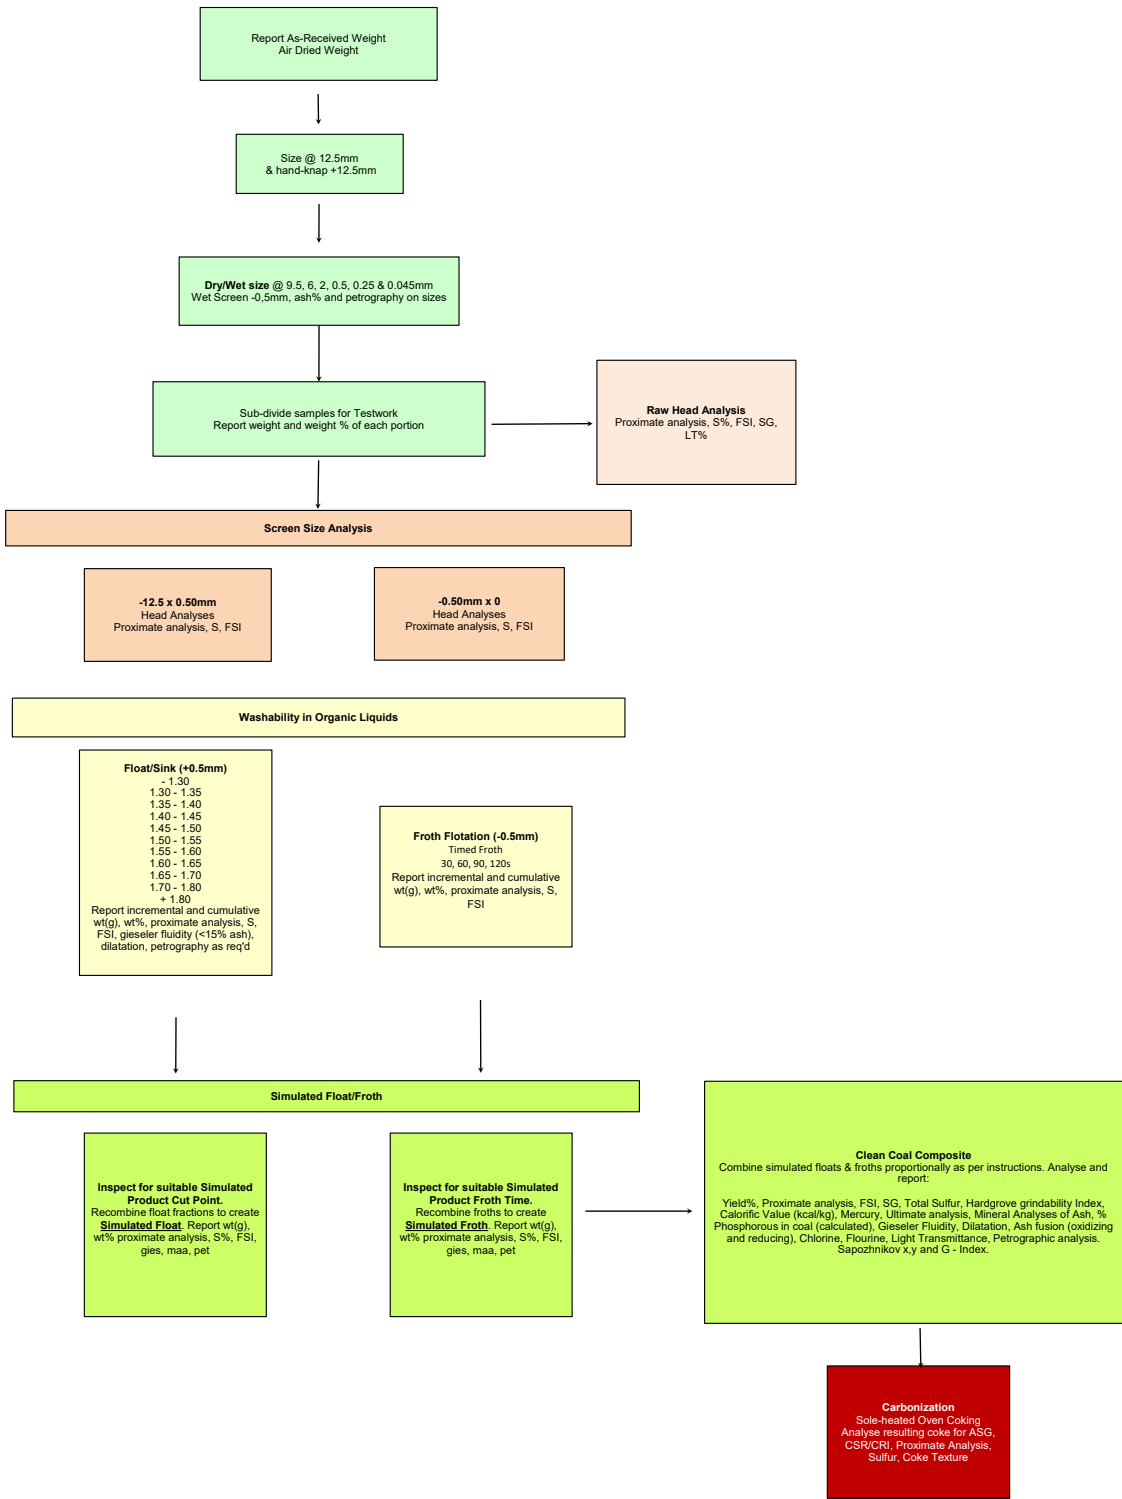 Report As-Received Weight
Air Dried Weight
Size @ 12.5mm
& hand-knap +12.5mm
Dry/Wet size @ 9.5, 6, 2, 0.5, 0.25 & 0.045mm
Wet Screen -0,5mm, ash% and petrography on sizes
Sub-divide samples for Testwork
Report weight and weight % of each portion
Raw Head Analysis
Proximate analysis, S%, FSI, SG,
LT%
Screen Size Analysis
-12.5 x 0.50mm
Head Analyses
Proximate analysis, S, FSI
-0.50mm x 0
Head Analyses
Proximate analysis, S, FSI
Washability in Organic Liquids
Float/Sink (+0.5mm)
- 1.30
1.30 - 1.35
1.35 - 1.40
1.40 - 1.45
1.45 - 1.50
1.50 - 1.55
1.55 - 1.60
1.60 - 1.65
1.65 - 1.70
1.70 - 1.80
+ 1.80
Report incremental and cumulative
wt(g), wt%, proximate analysis, S,
FSI, gieseler fluidity (<15% ash),
dilatation, petrography as req'd
Froth Flotation (-0.5mm)
Timed Froth
30, 60, 90, 120s
Report incremental and cumulative
wt(g), wt%, proximate analysis, S,
FSI
Simulated Float/Froth
Inspect for suitable Simulated
Product Cut Point.
Recombine float fractions to create
Simulated Float. Report wt(g),
wt% proximate analysis, S%, FSI,
gies, maa, pet
Inspect for suitable Simulated
Product Froth Time.
Recombine froths to create
Simulated Froth. Report wt(g),
wt% proximate analysis, S%, FSI,
gies, maa, pet
Clean Coal Composite
Combine simulated floats & froths proportionally as per instructions. Analyse and
report:
Yield%, Proximate analysis, FSI, SG, Total Sulfur, Hardgrove grindability Index,
Calorific Value (kcal/kg), Mercury, Ultimate analysis, Mineral Analyses of Ash, %
Phosphorous in coal (calculated), Gieseler Fluidity, Dilatation, Ash fusion (oxidizing
and reducing), Chlorine, Flourine, Light Transmittance, Petrographic analysis.
Sapozhnikov x,y and G - Index.
Carbonization
Sole-heated Oven Coking
Analyse resulting coke for ASG,
CSR/CRI, Proximate Analysis,
Sulfur, Coke Texture